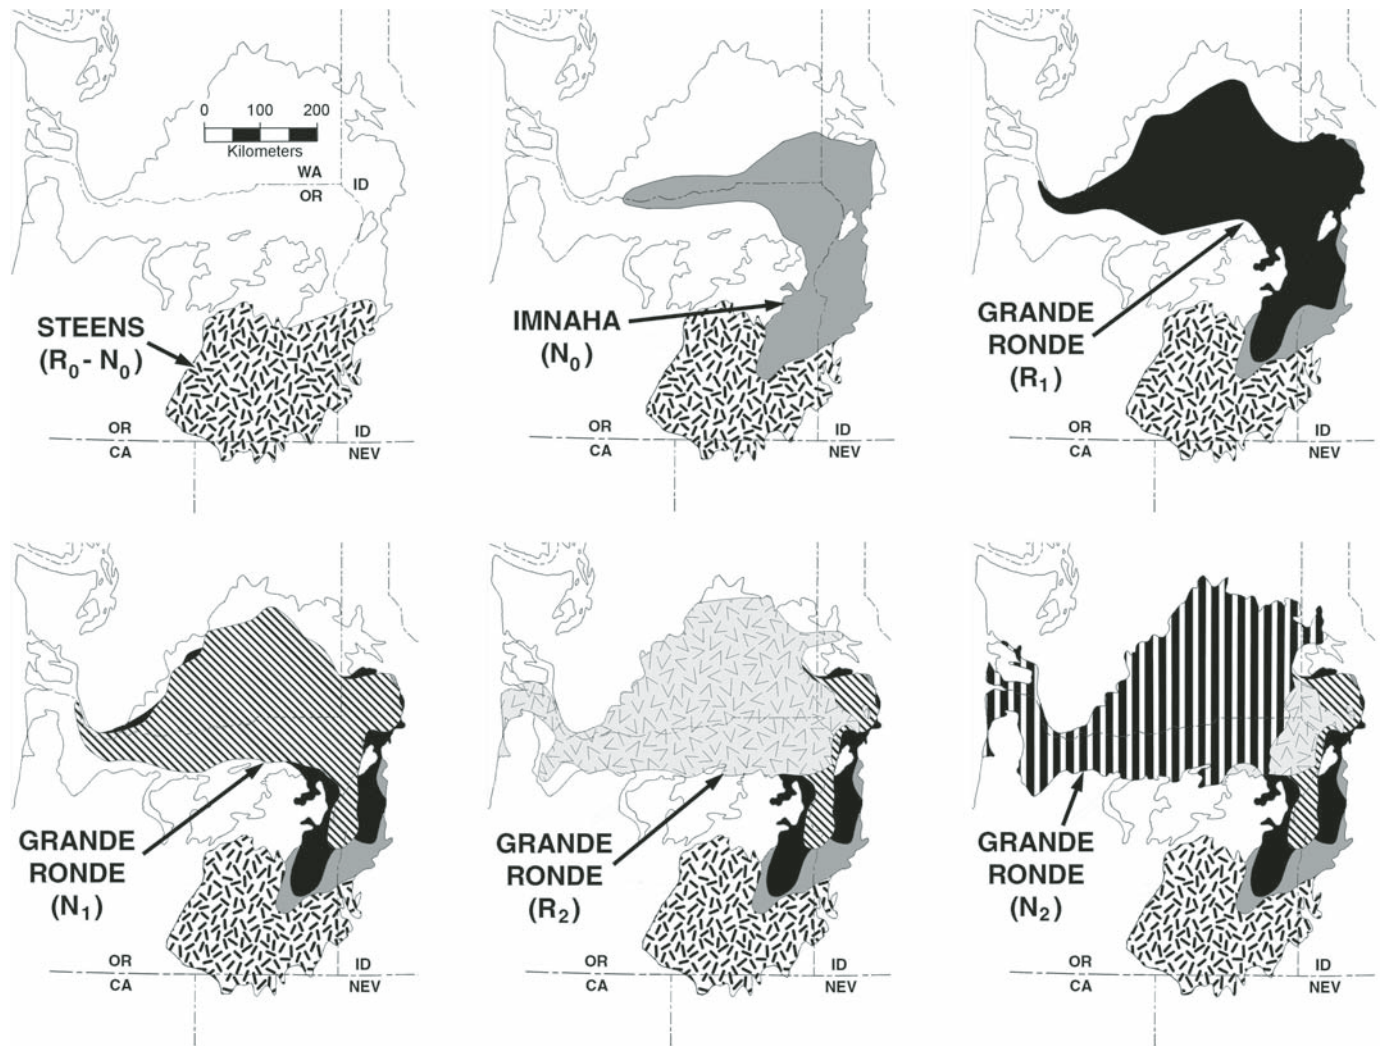 0 100 200
Kilometers
WA
ID
OR
STEENS
(R0 - N0)
OR
ID
CA
NEV
IMNAHA
(N0)
OR
ID
CA
NEV
GRANDE
RONDE
(R1)
OR
ID
CA
NEV
GRANDE
RONDE
(N1)
OR
ID
CA
NEV
GRANDE
RONDE
(R2)
OR
ID
CA
NEV
GRANDE
RONDE
(N2)
OR
ID
CA
NEV